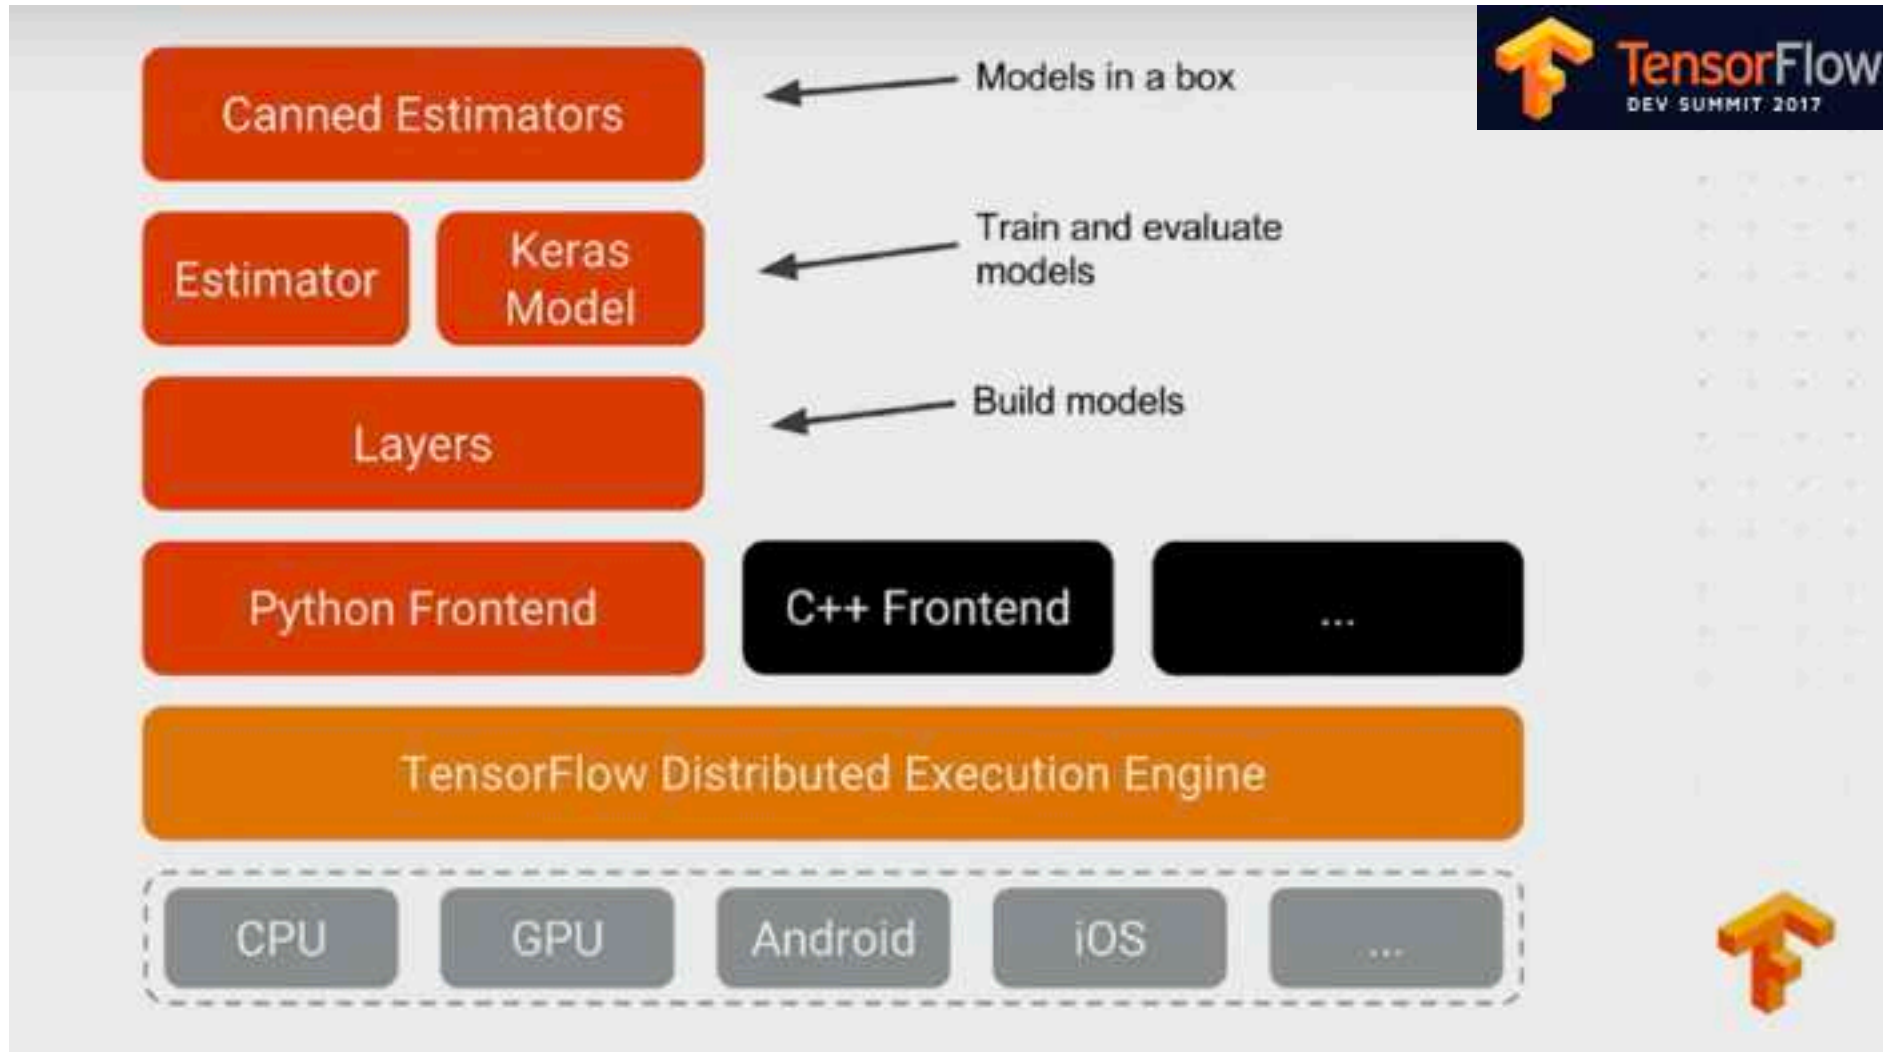 TensorFlow
DEV SUMMIT 2017
Canned Estimators
Models in a box
Estimator
Keras
Model
Train and evaluate
models
Layers
Build models
Python Frontend
C++ Frontend
...
TensorFlow Distributed Execution Engine
CPU
GPU
Android
iOS
...